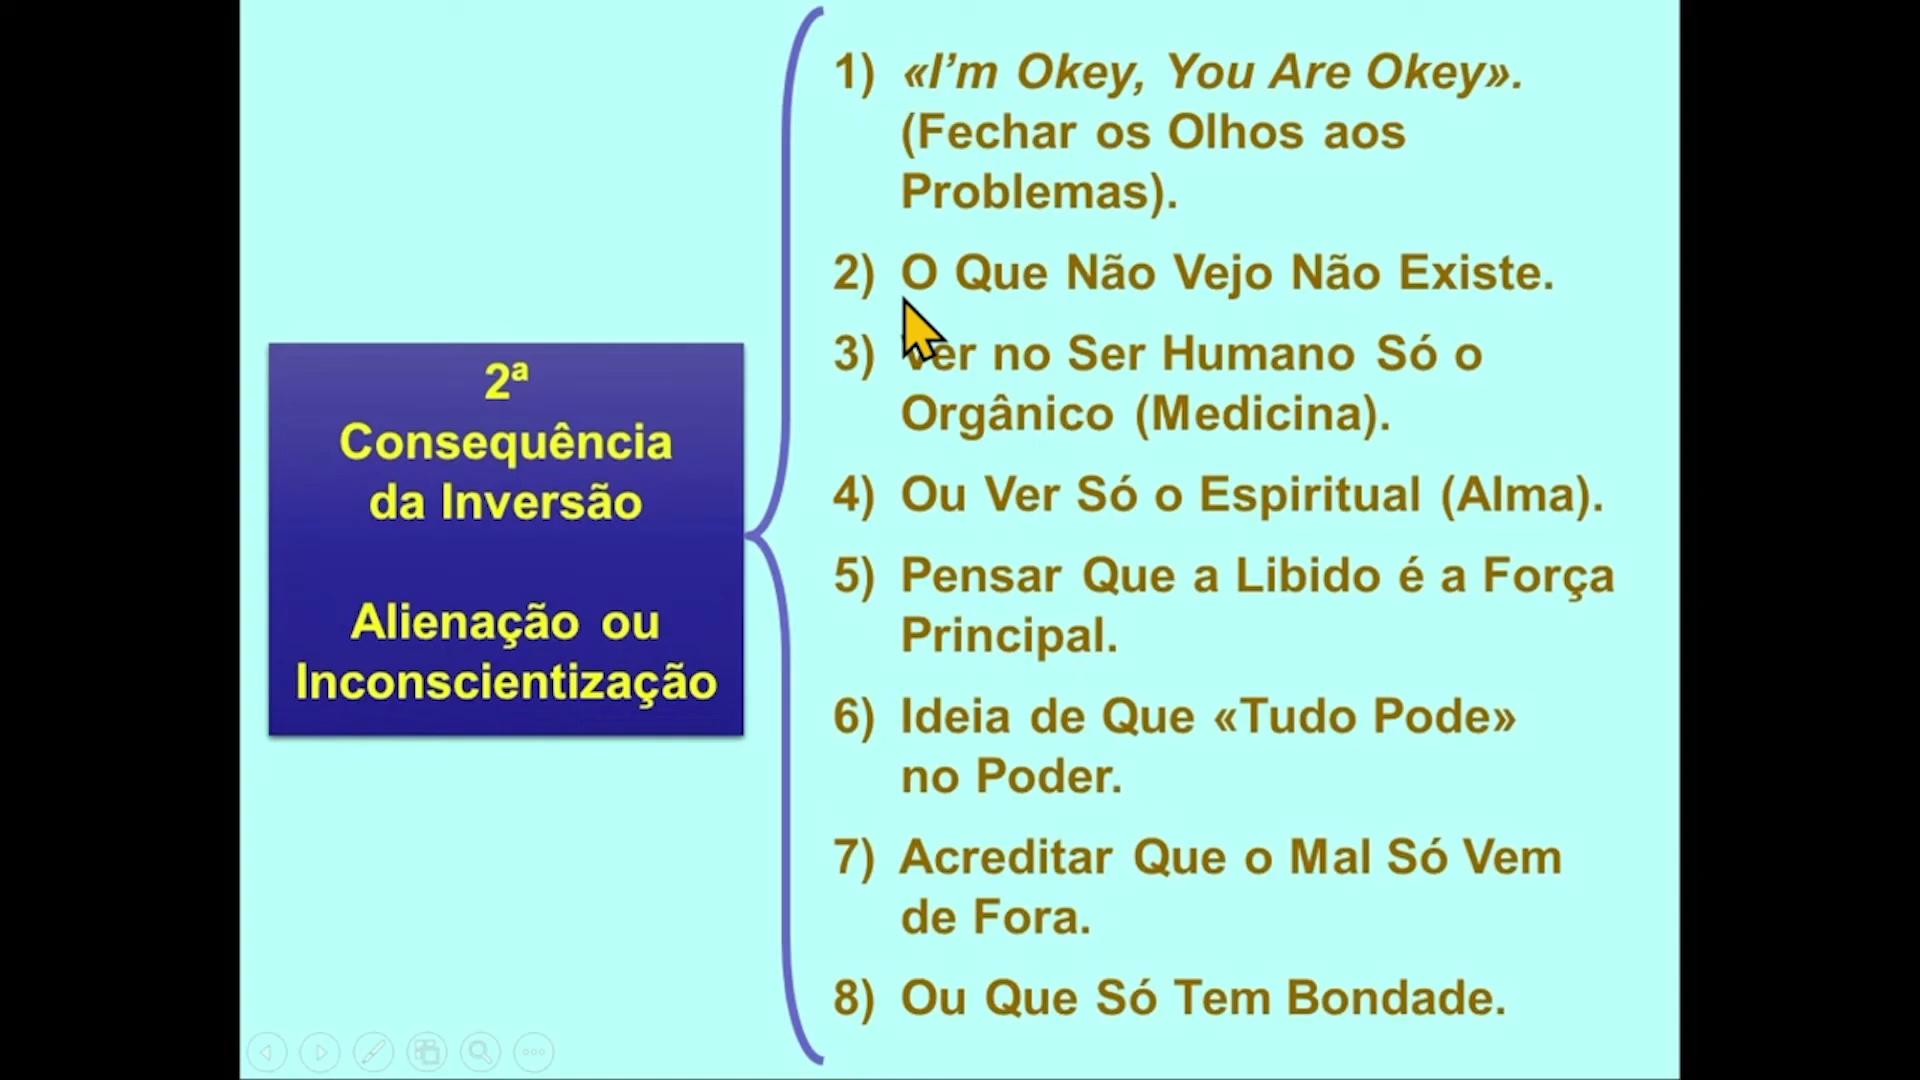 2ª
Consequência
da Inversão
Alienação ou
Inconscientização
1) «I’m Okey, You Are Okey».
(Fechar os Olhos aos
Problemas).
2) O Que Não Vejo Não Existe.
3) Ver no Ser Humano Só o
Orgânico (Medicina).
4) Ou Ver Só o Espiritual (Alma).
5) Pensar Que a Libido é a Força
Principal.
6) Ideia de Que «Tudo Pode»
no Poder.
7) Acreditar Que o Mal Só Vem
de Fora.
8) Ou Que Só Tem Bondade.